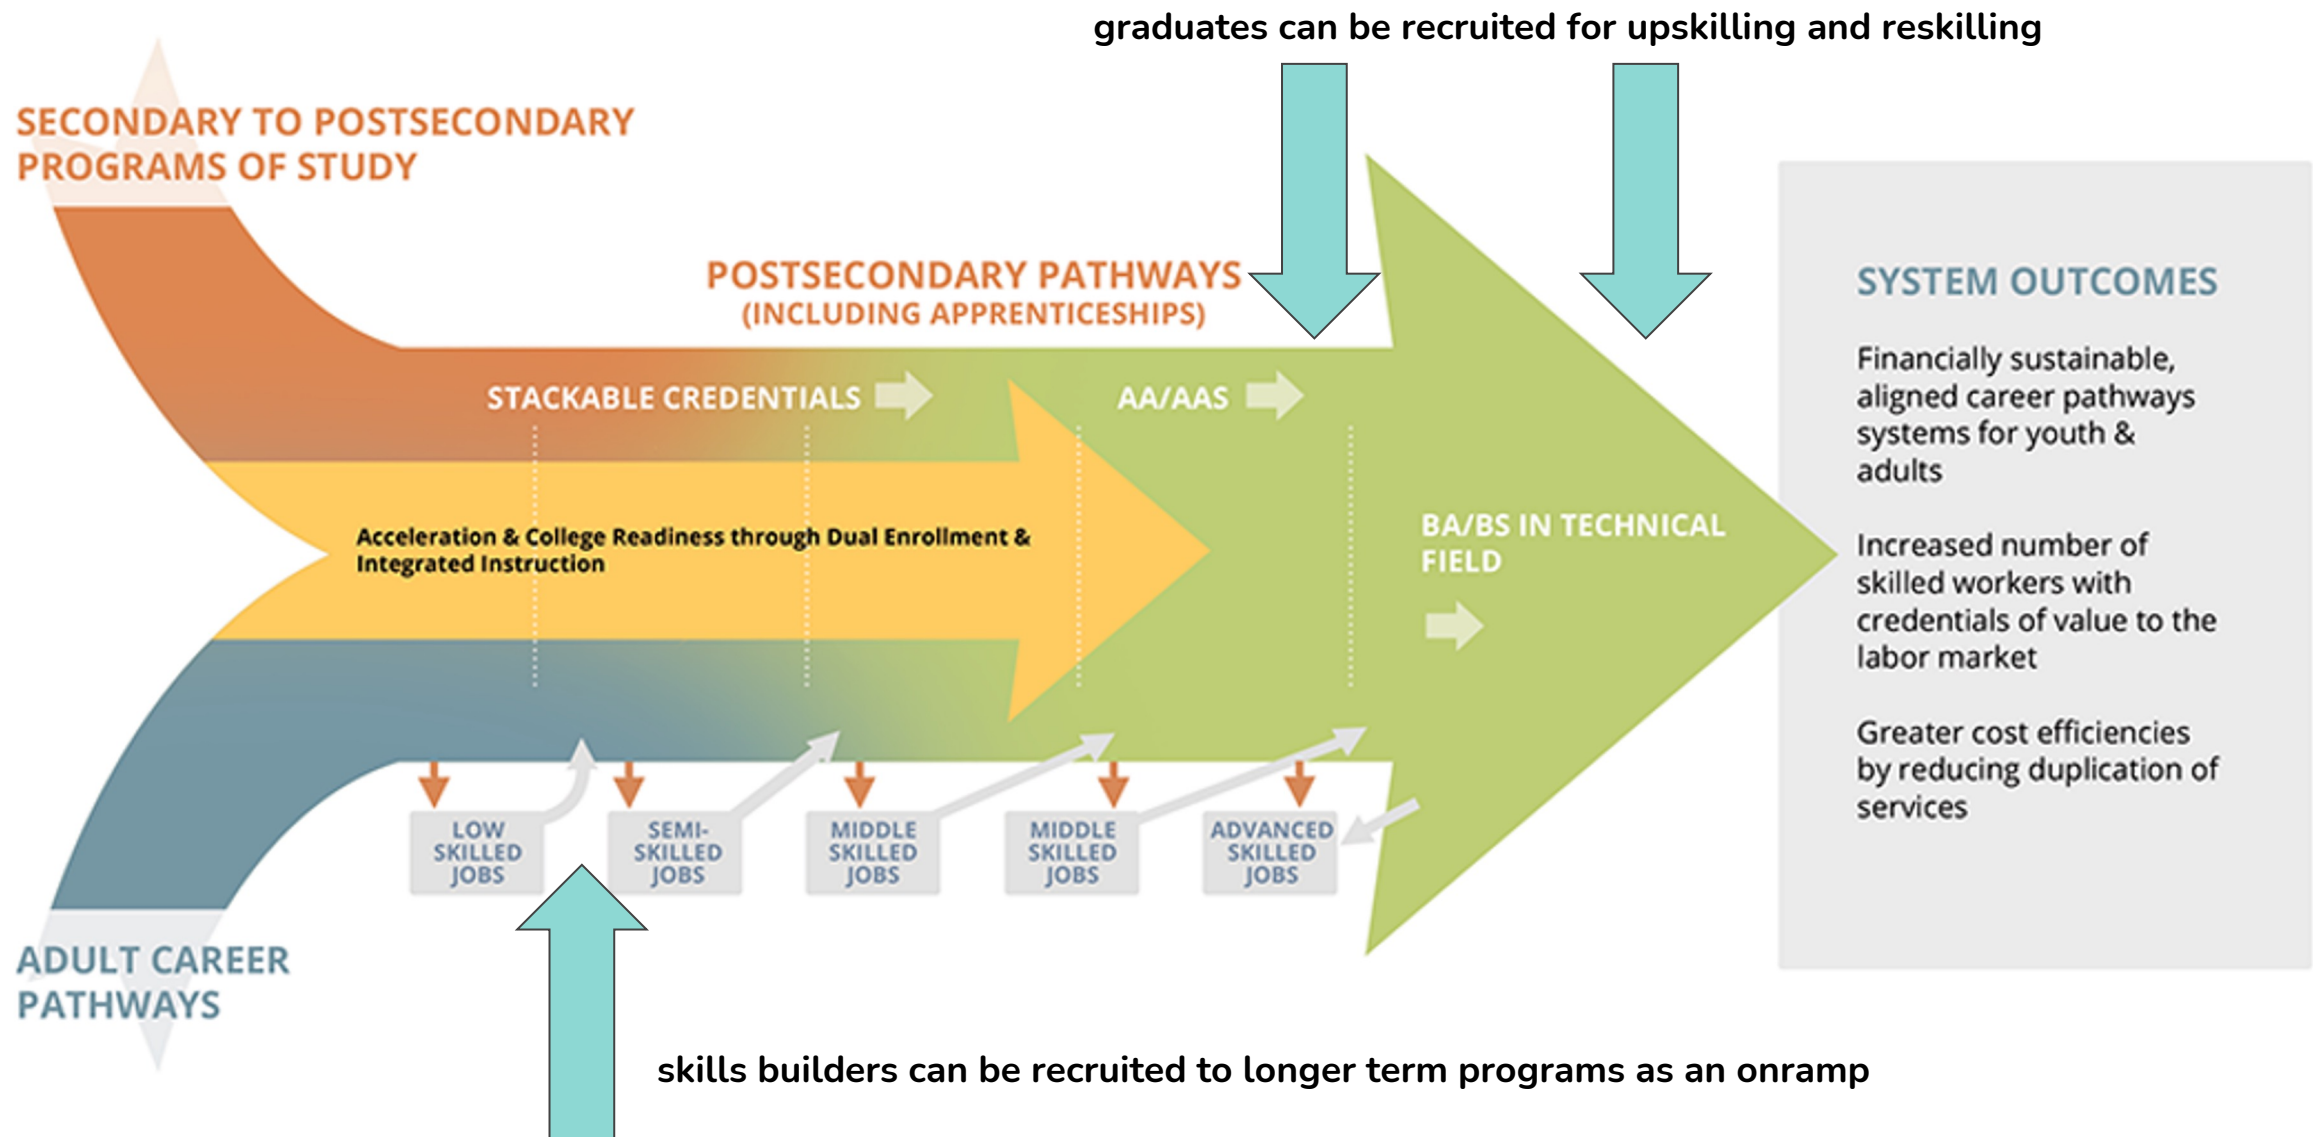 graduates can be recruited for upskilling and reskilling
SECONDARY TO POSTSECONDARY
PROGRAMS OF STUDY
POSTSECONDARY PATHWAYS
(INCLUDING APPRENTICESHIPS)
STACKABLE CREDENTIALS
AA/AAS
Acceleration & College Readiness through Dual Enrollment &
Integrated Instruction
BA/BS IN TECHNICAL
FIELD
LOW
SKILLED
JOBS
SEMI-
SKILLED
JOBS
MIDDLE
SKILLED
JOBS
MIDDLE
SKILLED
JOBS
ADVANCED
SKILLED
JOBS
ADULT CAREER
PATHWAYS
SYSTEM OUTCOMES
Financially sustainable,
aligned career pathways
systems for youth &
adults
Increased number of
skilled workers with
credentials of value to the
labor market
Greater cost efficiencies
by reducing duplication of
services
skills builders can be recruited to longer term programs as an onramp